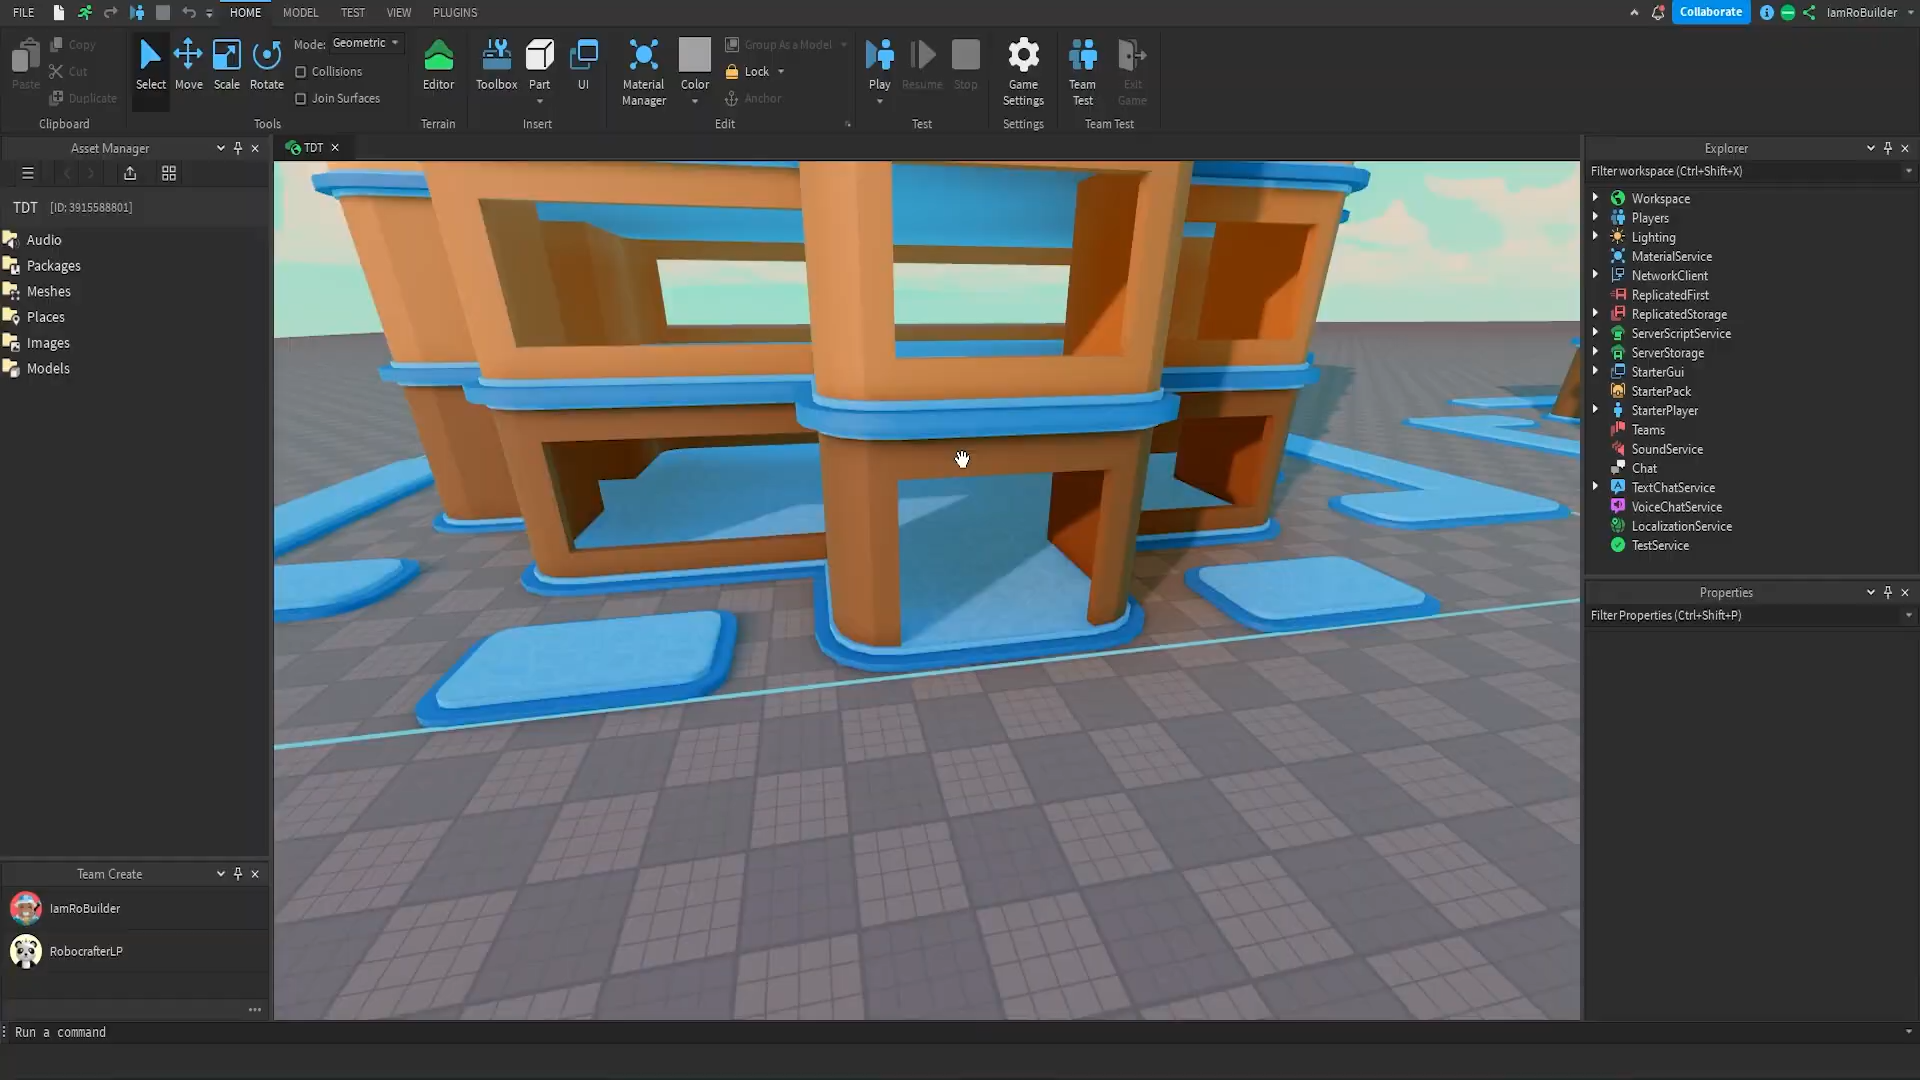 FILE
HOME
MODEL
TEST
VIEW
PLUGINS
Collaborate
IamRoBuilder
Paste
Copy
Cut
Duplicate
Clipboard
Select
Move
Scale
Rotate
Mode: Geometric
Collisions
Join Surfaces
Tools
Editor
Terrain
Toolbox
Part
UI
Insert
Material
Manager
Color
Group As a Model
Lock
Anchor
Edit
Play
Resume
Stop
Test
Game
Settings
Settings
Team
Test
Exit
Game
Team Test
Asset Manager
TDT [ID: 3915588801]
Audio
Packages
Meshes
Places
Images
Models
TDT
Explorer
Filter workspace (Ctrl+Shift+X)
Workspace
Players
Lighting
MaterialService
NetworkClient
ReplicatedFirst
ReplicatedStorage
ServerScriptService
ServerStorage
StarterGui
StarterPack
StarterPlayer
Teams
SoundService
Chat
TextChatService
VoiceChatService
LocalizationService
TestService
Properties
Filter Properties (Ctrl+Shift+P)
Team Create
IamRoBuilder
RobocrafterLP
Run a command